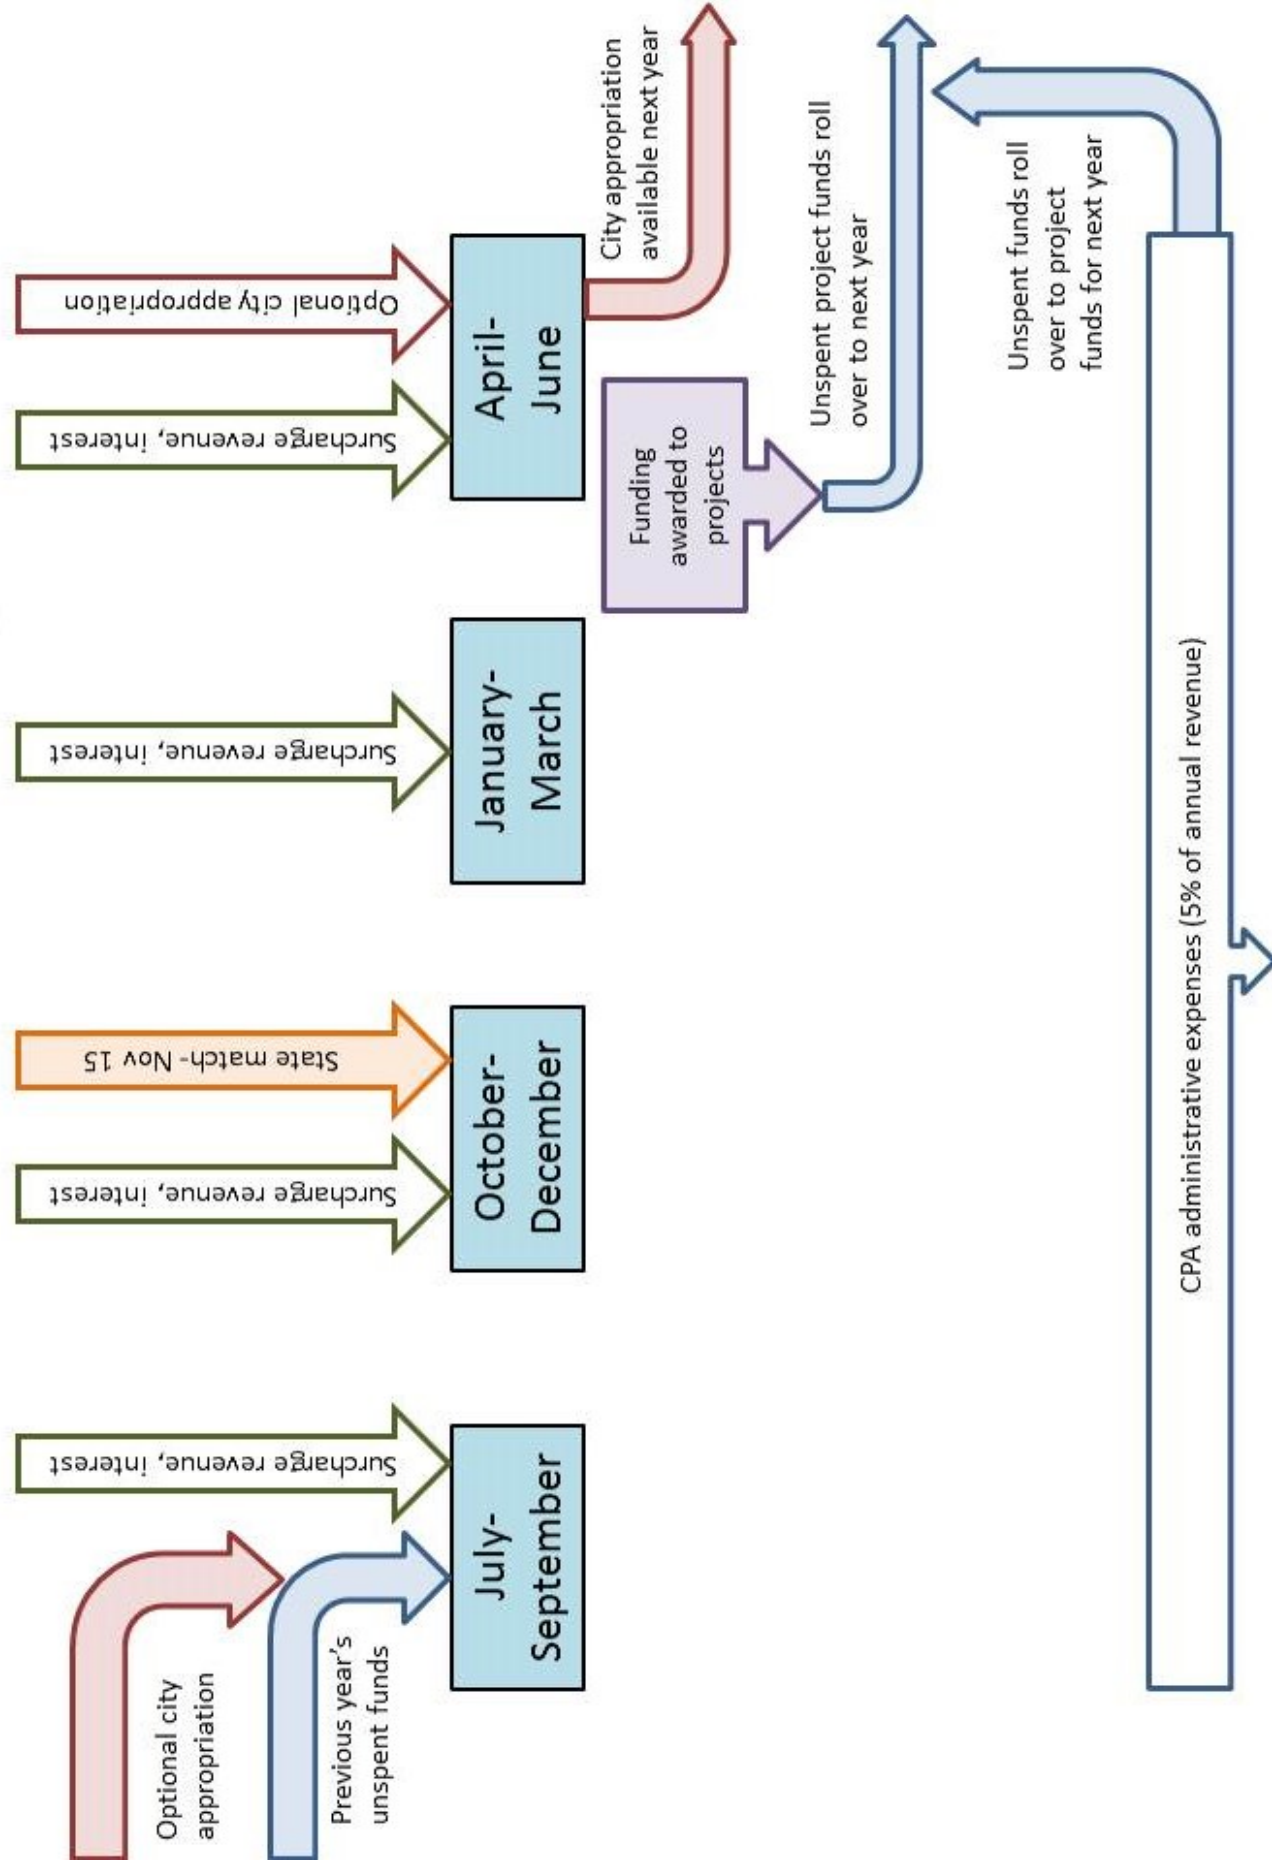 Optional city
appropriation
Previous year's
unspent funds
Surcharge revenue, interest
July-
September
Surcharge revenue, interest
State match- Nov 15
October-
December
Surcharge revenue, interest
January-
March
Surcharge revenue, interest
Optional city appropriation
April-
June
City appropriation
available next year
Funding
awarded to
projects
Unspent project funds roll
over to next year
Unspent funds roll
over to project
funds for next year
CPA administrative expenses (5% of annual revenue)